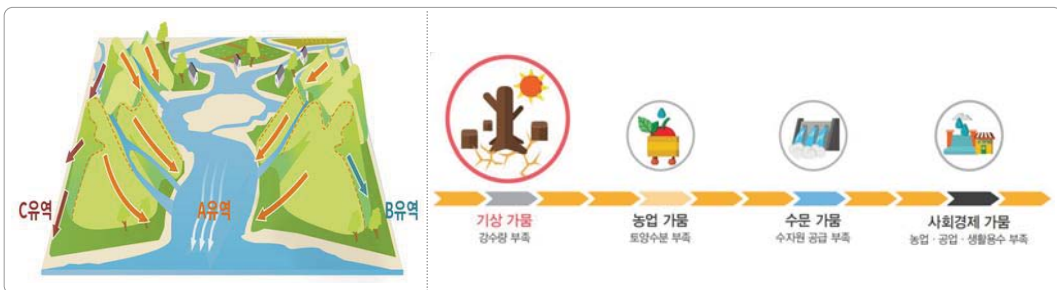 C유역
A유역
B유역
기상 가뭄
강수량 부족
농업 가뭄
토양수분 부족
수문 가뭄
수자원 공급 부족
사회경제 가뭄
농업 · 공업 · 생활용수 부족